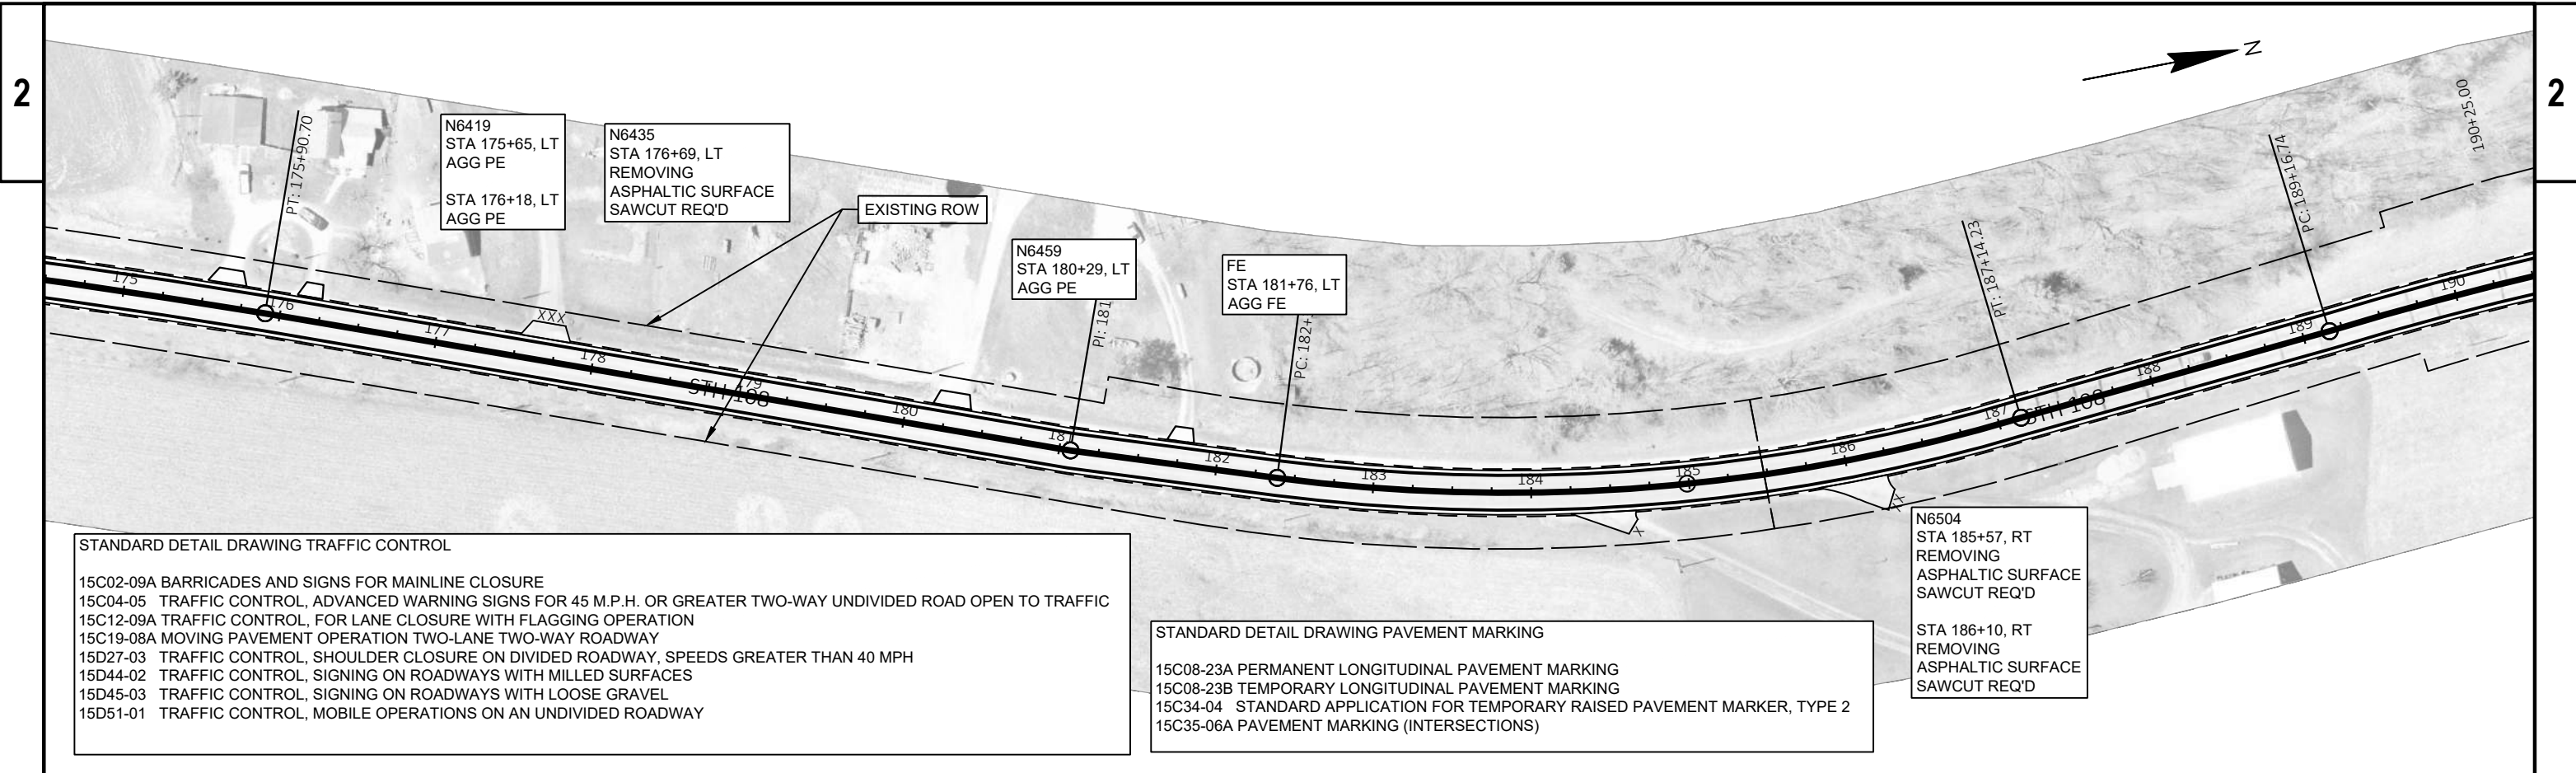 2
2
N
PT: 175+90.70
N6419
STA 175+65, LT
AGG PE
STA 176+18, LT
AGG PE
N6435
STA 176+69, LT
REMOVING
ASPHALTIC SURFACE
SAWCUT REQ'D
EXISTING ROW
N6459
STA 180+29, LT
AGG PE
PI: 181
FE
STA 181+76, LT
AGG FE
PC: 182+
PT: 187+14.23
PC: 189+16.74
190+25.00
175
176
177
XXX
178
179
STH 108
180
181
182
183
184
185
186
187
STH 108
188
189
190
X
XX
N6504
STA 185+57, RT
REMOVING
ASPHALTIC SURFACE
SAWCUT REQ'D
STA 186+10, RT
REMOVING
ASPHALTIC SURFACE
SAWCUT REQ'D
STANDARD DETAIL DRAWING TRAFFIC CONTROL
15C02-09A BARRICADES AND SIGNS FOR MAINLINE CLOSURE
15C04-05 TRAFFIC CONTROL, ADVANCED WARNING SIGNS FOR 45 M.P.H. OR GREATER TWO-WAY UNDIVIDED ROAD OPEN TO TRAFFIC
15C12-09A TRAFFIC CONTROL, FOR LANE CLOSURE WITH FLAGGING OPERATION
15C19-08A MOVING PAVEMENT OPERATION TWO-LANE TWO-WAY ROADWAY
15D27-03 TRAFFIC CONTROL, SHOULDER CLOSURE ON DIVIDED ROADWAY, SPEEDS GREATER THAN 40 MPH
15D44-02 TRAFFIC CONTROL, SIGNING ON ROADWAYS WITH MILLED SURFACES
15D45-03 TRAFFIC CONTROL, SIGNING ON ROADWAYS WITH LOOSE GRAVEL
15D51-01 TRAFFIC CONTROL, MOBILE OPERATIONS ON AN UNDIVIDED ROADWAY
STANDARD DETAIL DRAWING PAVEMENT MARKING
15C08-23A PERMANENT LONGITUDINAL PAVEMENT MARKING
15C08-23B TEMPORARY LONGITUDINAL PAVEMENT MARKING
15C34-04 STANDARD APPLICATION FOR TEMPORARY RAISED PAVEMENT MARKER, TYPE 2
15C35-06A PAVEMENT MARKING (INTERSECTIONS)